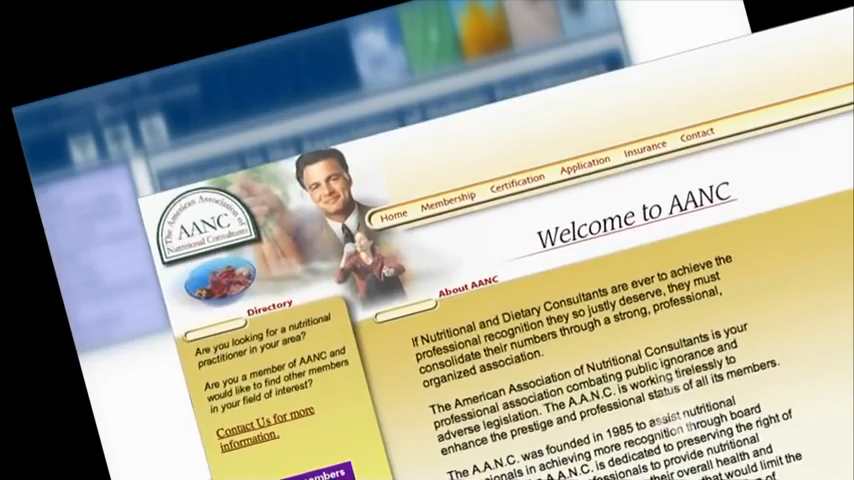 Home Membership Certification Application Insurance Contact
The American Association of
AANC
Nutritional Consultants
Welcome to AANC
Directory
About AANC
Are you looking for a nutritional
practitioner in your area?
Are you a member of AANC and
would like to find other members
in your field of interest?
Contact Us for more
information.
If Nutritional and Dietary Consultants are ever to achieve the
professional recognition they so justly deserve, they must
consolidate their numbers through a strong, professional,
organized association.
The American Association of Nutritional Consultants is your
professional association combating public ignorance and
adverse legislation. The A.A.N.C. is working tirelessly to
enhance the prestige and professional status of all its members.
The A.A.N.C. was founded in 1985 to assist nutritional
in achieving more recognition through board
A.A.N.C. is dedicated to preserving the right of
to provide nutritional
their overall health and
that would limit the
of